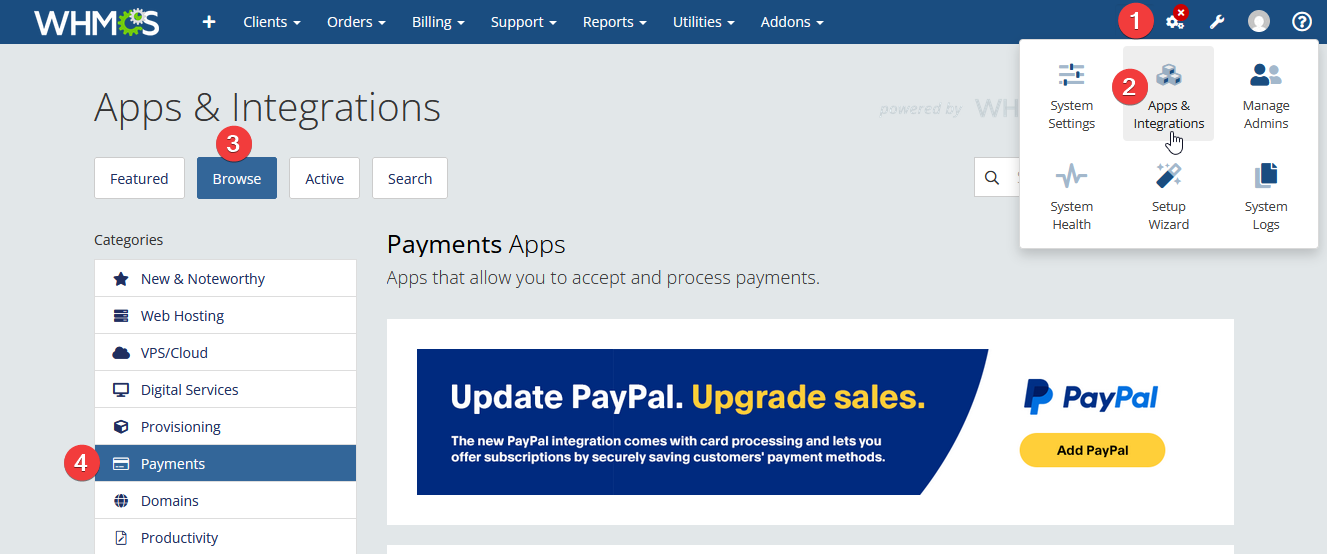 WHMCS
Clients
Orders
Billing
Support
Reports
Utilities
Addons
1
System
Settings
2
Apps &
Integrations
Manage
Admins
System
Health
Setup
Wizard
System
Logs
Apps & Integrations
powered by WH
3
Featured
Browse
Active
Search
Categories
New & Noteworthy
Web Hosting
VPS/Cloud
Digital Services
Provisioning
4
Payments
Domains
Productivity
Payments Apps
Apps that allow you to accept and process payments.
Update PayPal. Upgrade sales.
The new PayPal integration comes with card processing and lets you
offer subscriptions by securely saving customers' payment methods.
PayPal
Add PayPal